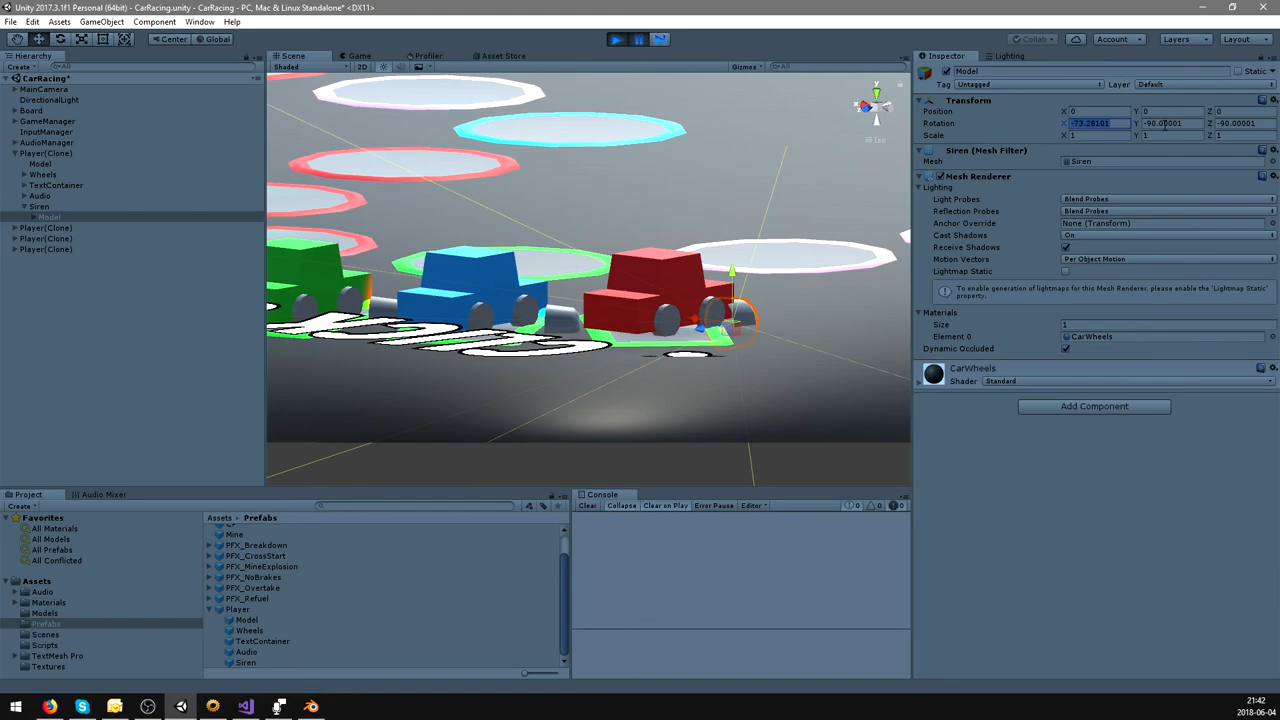 Unity 2017.3.1f1 Personal (64bit) - CarRacing.unity - CarRacing - PC, Mac & Linux Standalone* <DX11>
File Edit Assets GameObject Component Window Help
Center Global Collab Account Layers Layout
Hierarchy Scene Game Profiler Asset Store Inspector Lighting
Create All Shaded 2D Gizmos All Model Static
CarRacing* Tag Untagged Layer Default
MainCamera
DirectionalLight Transform
Board Position X 0 Y 0 Z 0
GameManager Rotation X -73.28101 Y -90.00001 Z -90.00001
InputManager Scale X 1 Y 1 Z 1
AudioManager y Iso
Player(Clone) Siren (Mesh Filter)
Model Mesh Siren
Wheels Mesh Renderer
TextContainer Lighting
Audio Light Probes Blend Probes
Siren Reflection Probes Blend Probes
Model Anchor Override None (Transform)
Player(Clone) Cast Shadows On
Player(Clone) Receive Shadows
Player(Clone) Motion Vectors Per Object Motion
Lightmap Static
To enable generation of lightmaps for this Mesh Renderer, please enable the 'Lightmap Static' property.
Materials
Size 1
Element 0 CarWheels
Dynamic Occluded
CarWheels
Shader Standard
Add Component
Project Audio Mixer Console
Create Clear Collapse Clear on Play Error Pause Editor 0 0 0
Favorites Assets Prefabs
All Materials Mine
All Models PFX_Breakdown
All Prefabs PFX_CrossStart
All Conflicted PFX_MineExplosion
PFX_NoBrakes
Assets PFX_Overtake
Audio PFX_Refuel
Materials Player
Models Model
Prefabs Wheels
Scenes TextContainer
Scripts Audio
TextMesh Pro Siren
Textures
21:42
2018-06-04